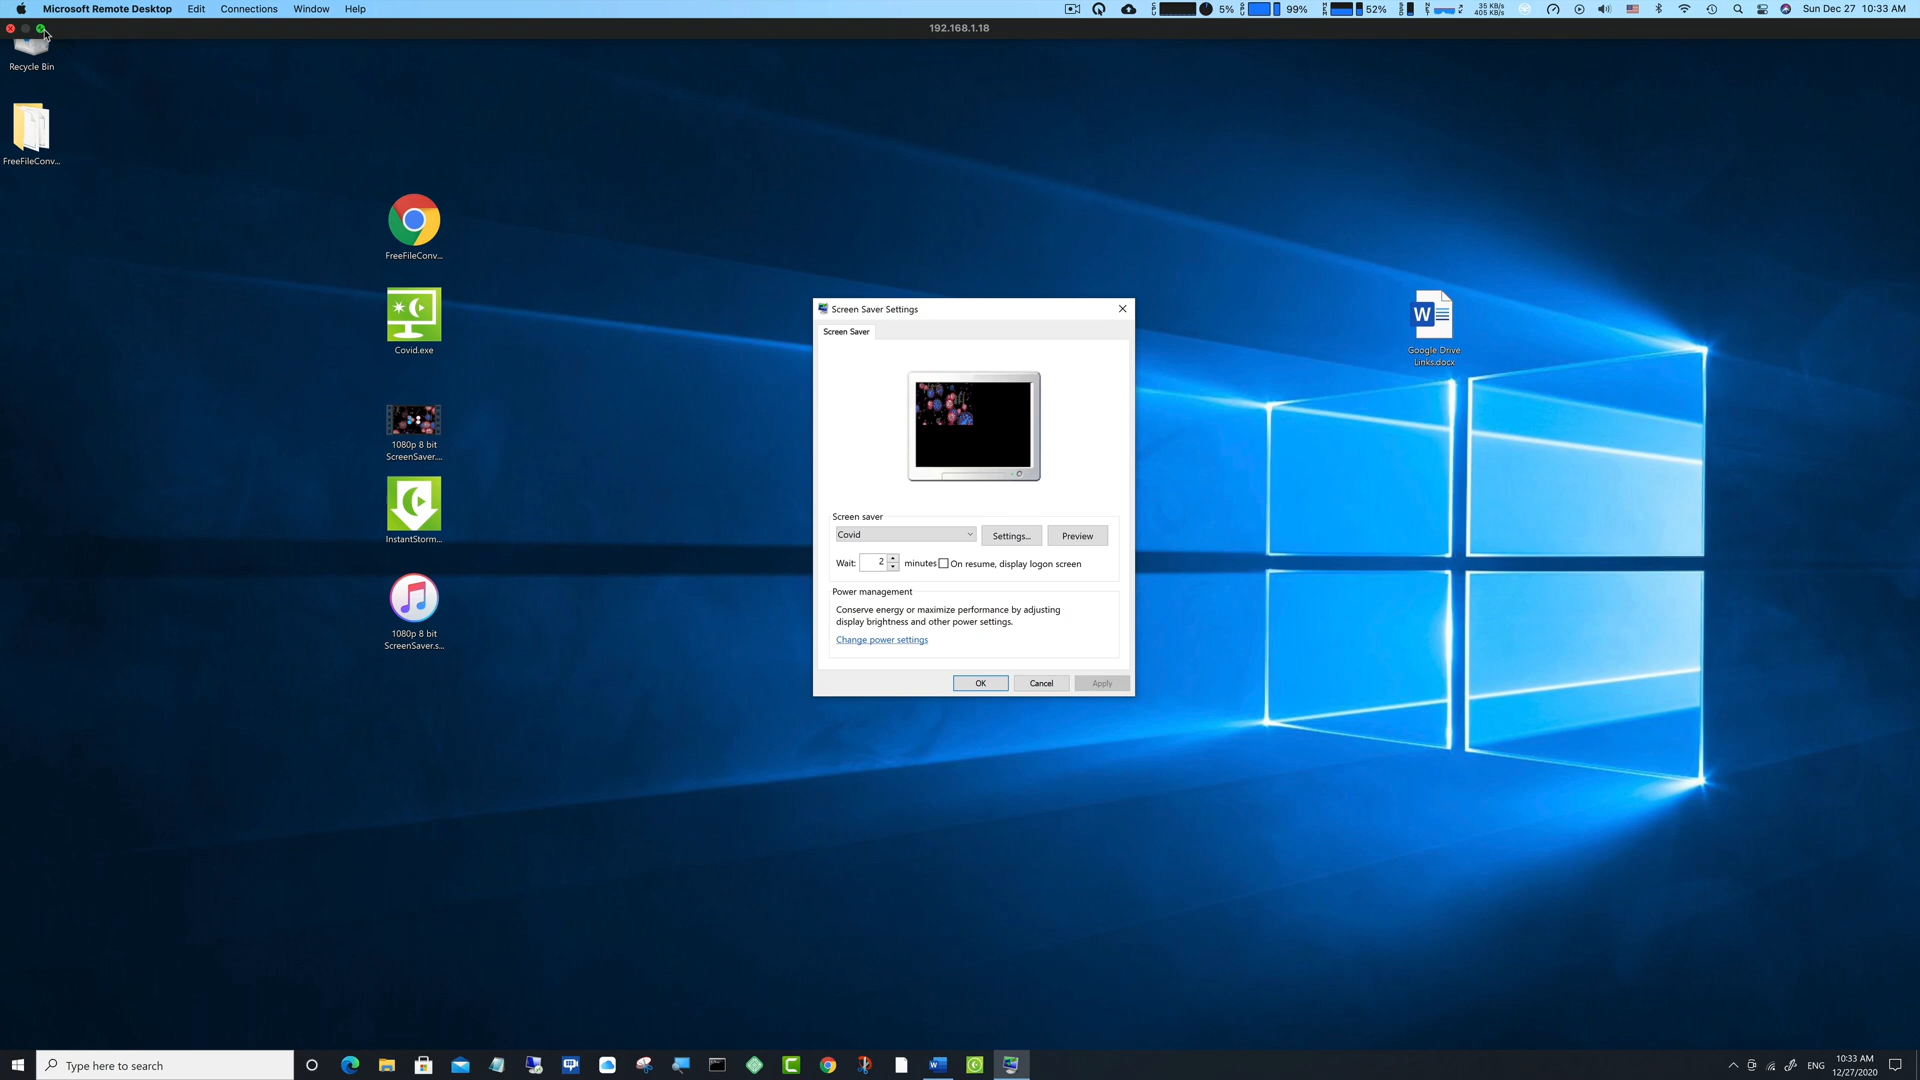 Microsoft Remote Desktop Edit Connections Window Help
5% 99% 52% 35 KB/s
405 KB/s
Sun Dec 27 10:33 AM
192.168.1.18
Recycle Bin
FreeFileConv...
FreeFileConv...
Covid.exe
1080p 8 bit
ScreenSaver....
InstantStorm...
1080p 8 bit
ScreenSaver.s...
Google Drive
Links.docx
Screen Saver Settings
Screen Saver
Screen saver
Covid
Settings...
Preview
Wait: 2 minutes On resume, display logon screen
Power management
Conserve energy or maximize performance by adjusting
display brightness and other power settings.
Change power settings
OK Cancel Apply
Type here to search
ENG
10:33 AM
12/27/2020